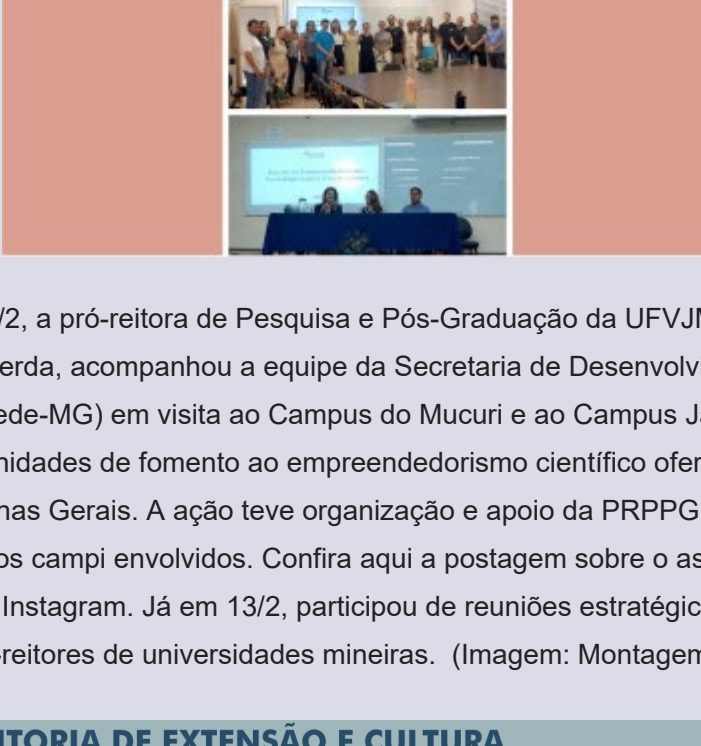 /2, a pró-reitora de Pesquisa e Pós-Graduação da UFVJM
erda, acompanhou a equipe da Secretaria de Desenvolv
ede-MG) em visita ao Campus do Mucuri e ao Campus Ja
nidades de fomento ao empreendedorismo científico ofer
nas Gerais. A ação teve organização e apoio da PRPPG
os campi envolvidos. Confira aqui a postagem sobre o as
Instagram. Já em 13/2, participou de reuniões estratégic
-reitores de universidades mineiras. (Imagem: Montagem
ITORIA DE EXTENSÃO E CULTURA